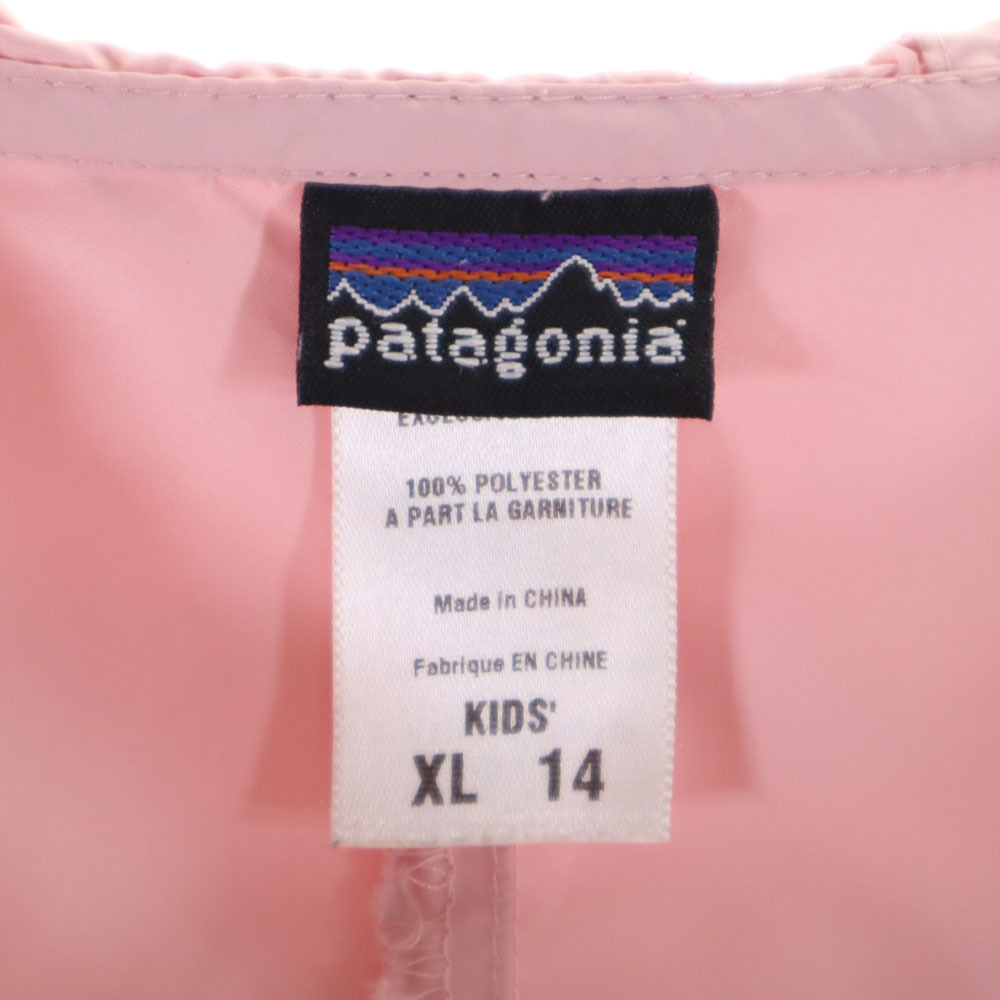 patagonia
100% POLYESTER
A PART LA GARNITURE
Made in CHINA
Fabrique EN CHINE
KIDS'
XL 14